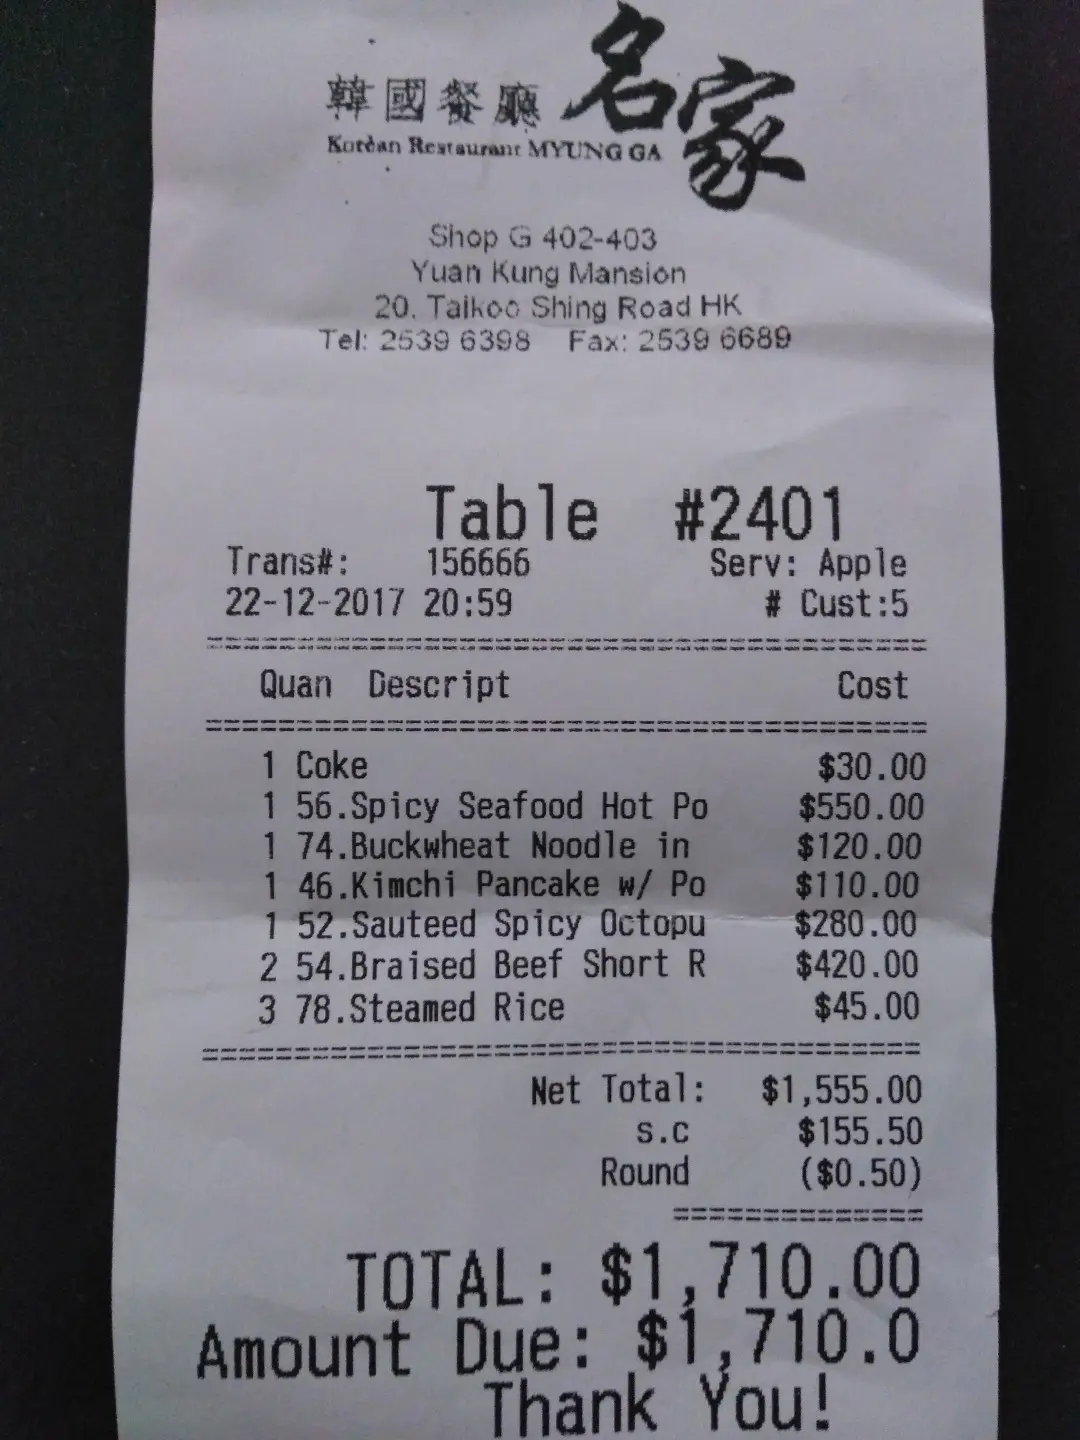 韓國餐廳 名家
Korean Restaurant MYUNG GA
Shop G 402-403
Yuan Kung Mansion
20. Taikoo Shing Road HK
Tel: 2539 6398 Fax: 2539 6689
Table #2401
Trans#: 156666 Serv: Apple
22-12-2017 20:59 # Cust:5
Quan Descript Cost
1 Coke $30.00
1 56.Spicy Seafood Hot Po $550.00
1 74.Buckwheat Noodle in $120.00
1 46.Kimchi Pancake w/ Po $110.00
1 52.Sauteed Spicy Octopu $280.00
2 54.Braised Beef Short R $420.00
3 78.Steamed Rice $45.00
Net Total: $1,555.00
s.c $155.50
Round ($0.50)
TOTAL: $1,710.00
Amount Due: $1,710.0
Thank You!